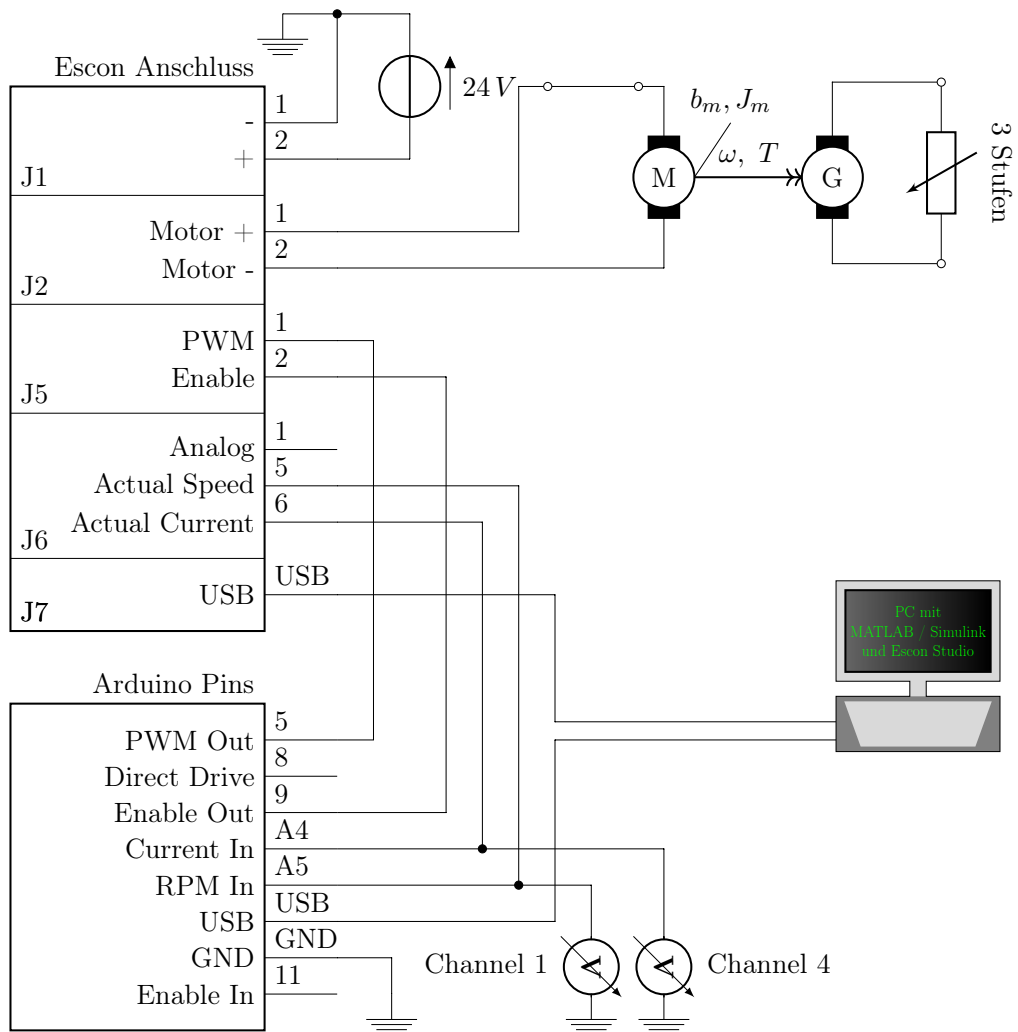 Escon Anschluss
1
-
2
+
J1
24 V
b_m, J_m
ω, T
M
G
3 Stufen
1
Motor +
2
Motor -
J2
1
PWM
2
Enable
J5
1
Analog
5
Actual Speed
6
Actual Current
J6
USB
USB
J7
PC mit
MATLAB / Simulink
und Escon Studio
Arduino Pins
5
PWM Out
8
Direct Drive
9
Enable Out
A4
Current In
A5
RPM In
USB
USB
GND
GND
11
Enable In
Channel 1
V
V
Channel 4